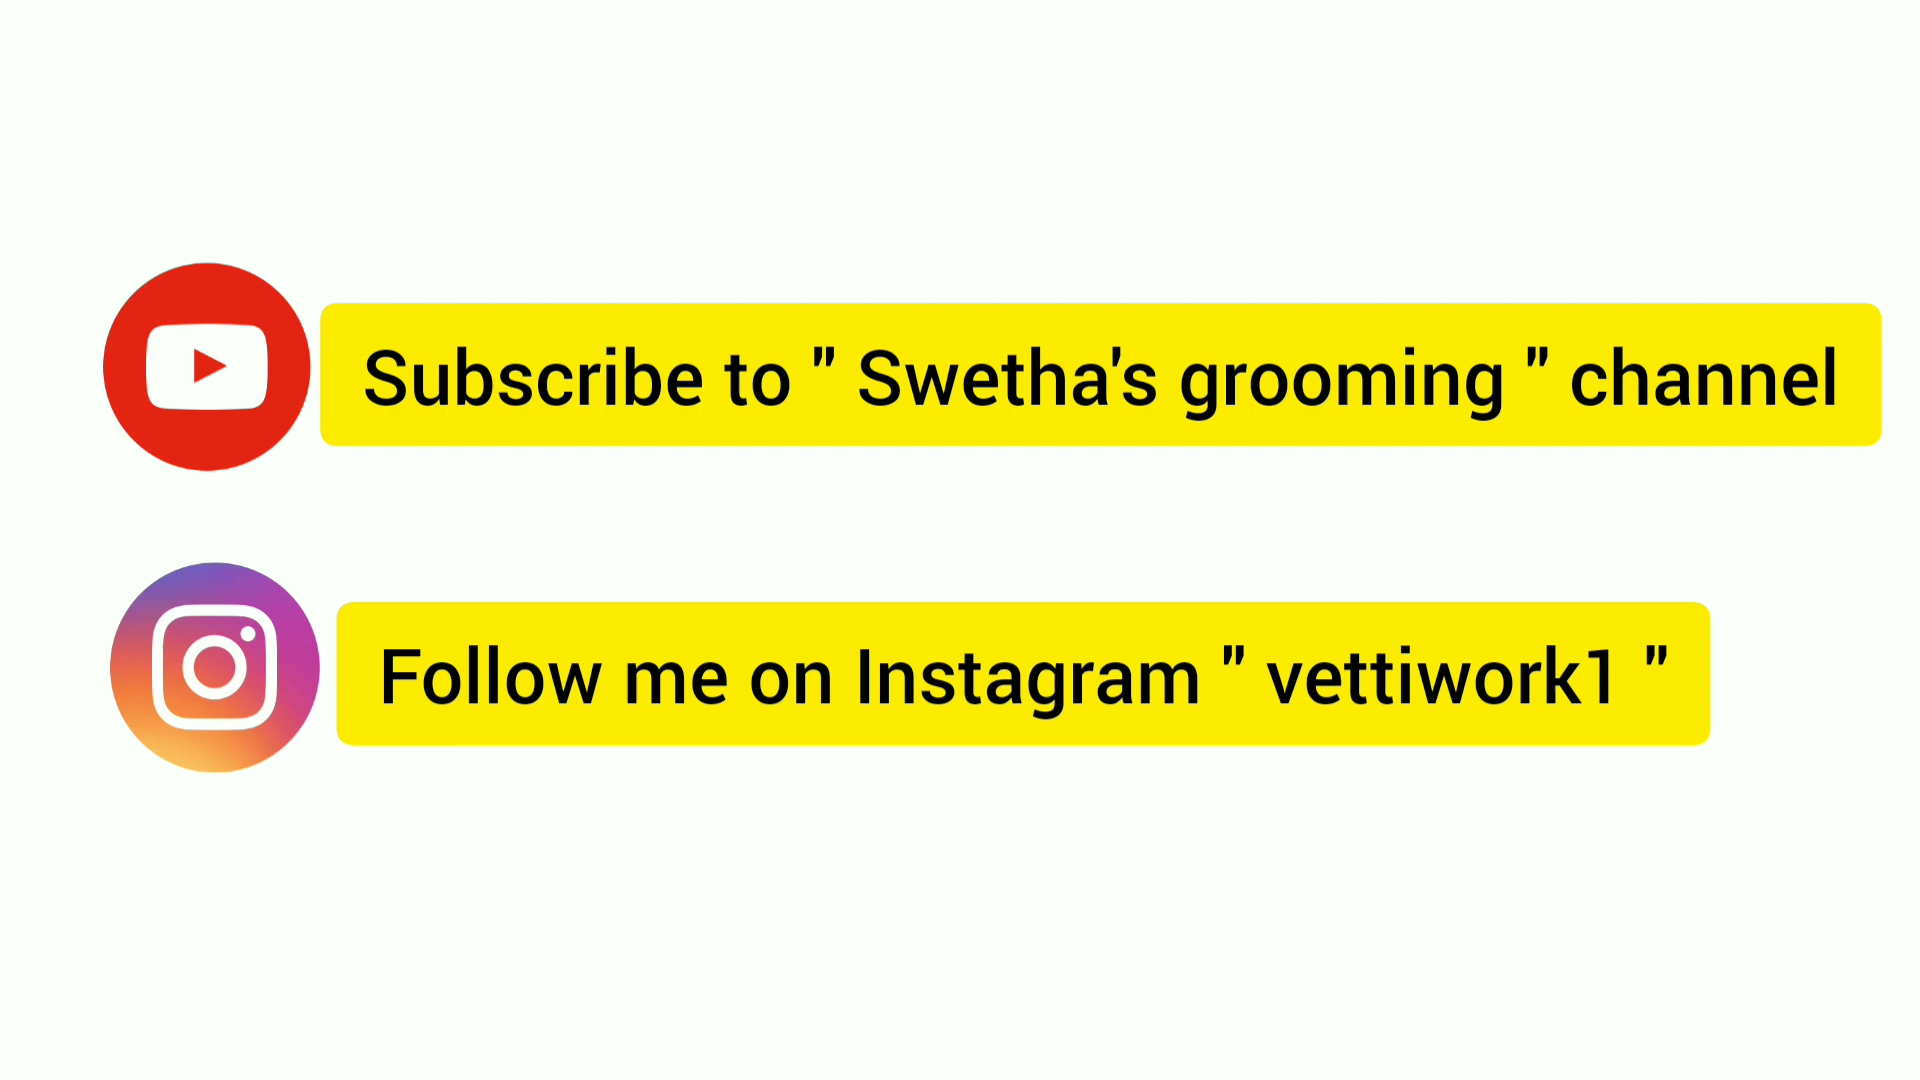 Subscribe to " Swetha's grooming " channel
Follow me on Instagram " vettiwork1 "